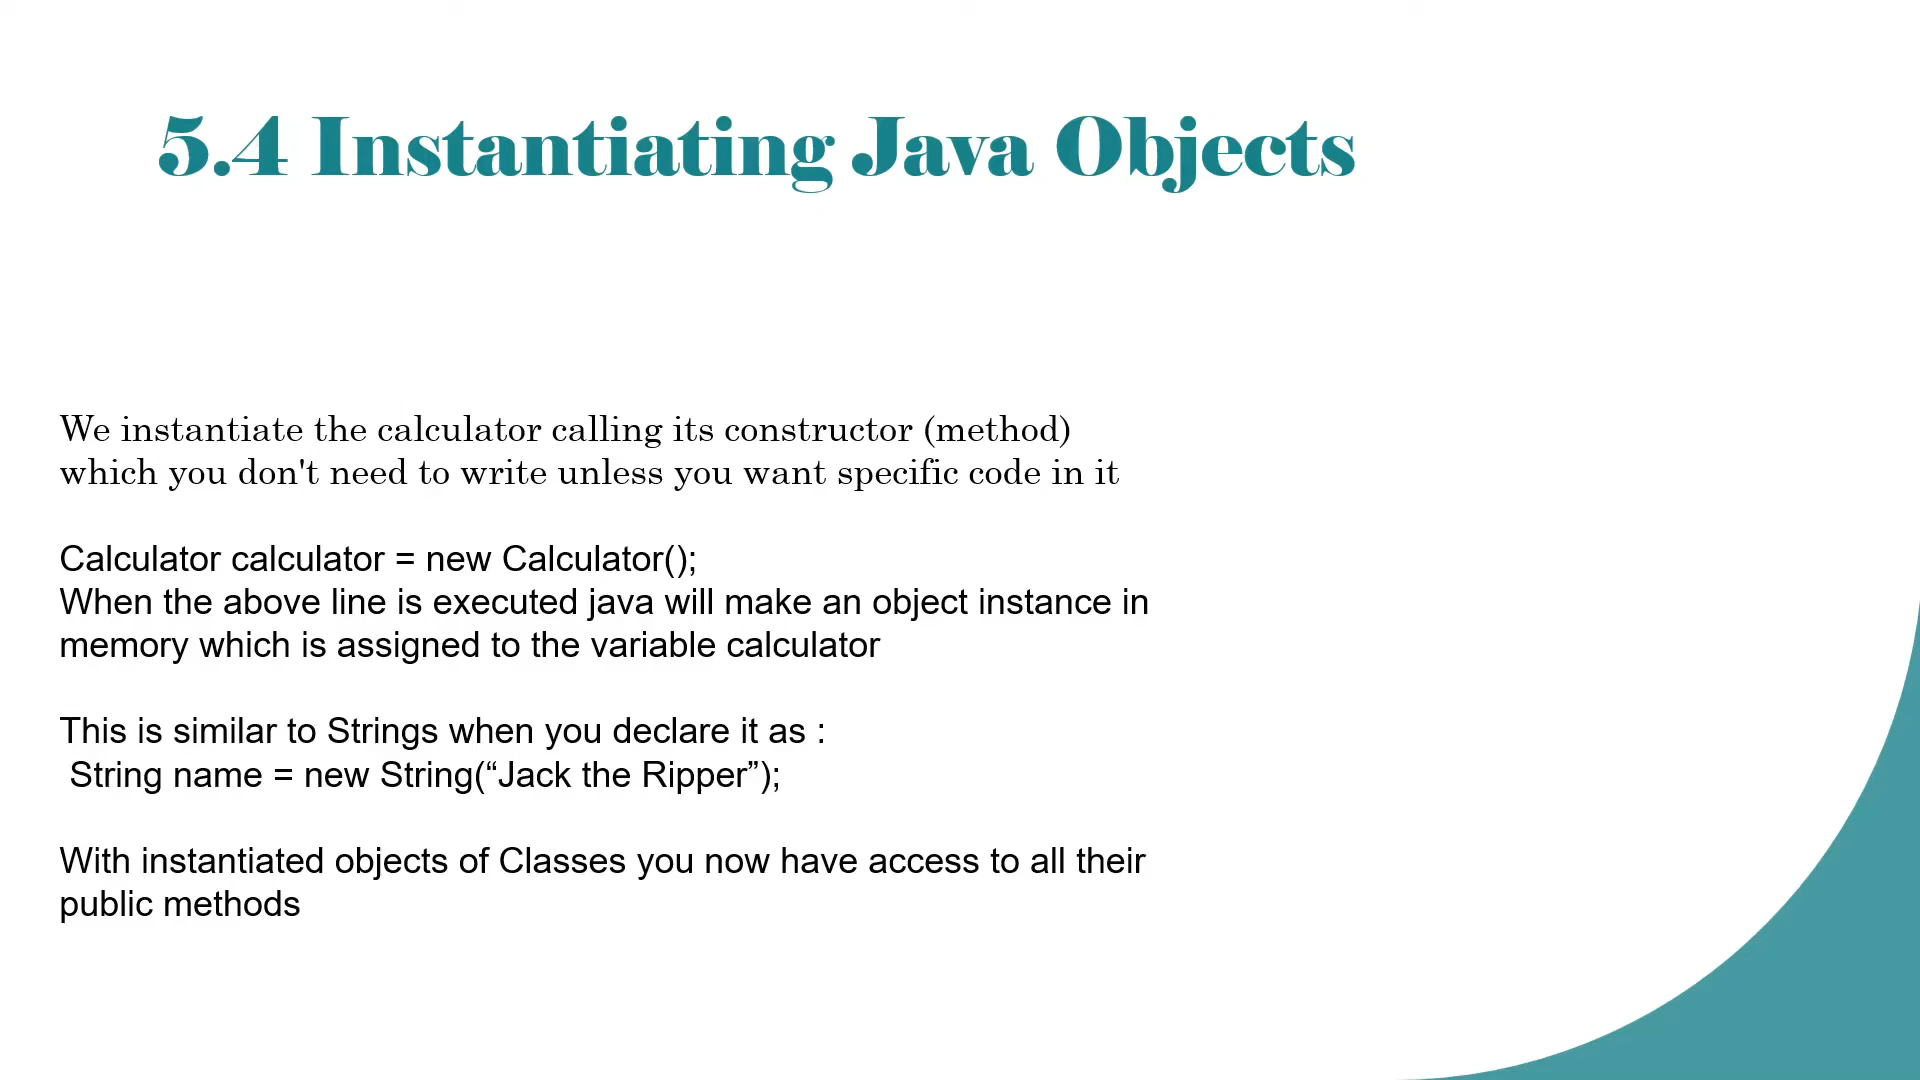 5.4 Instantiating Java Objects
We instantiate the calculator calling its constructor (method)
which you don't need to write unless you want specific code in it
Calculator calculator = new Calculator();
When the above line is executed java will make an object instance in
memory which is assigned to the variable calculator
This is similar to Strings when you declare it as :
String name = new String(“Jack the Ripper”);
With instantiated objects of Classes you now have access to all their
public methods